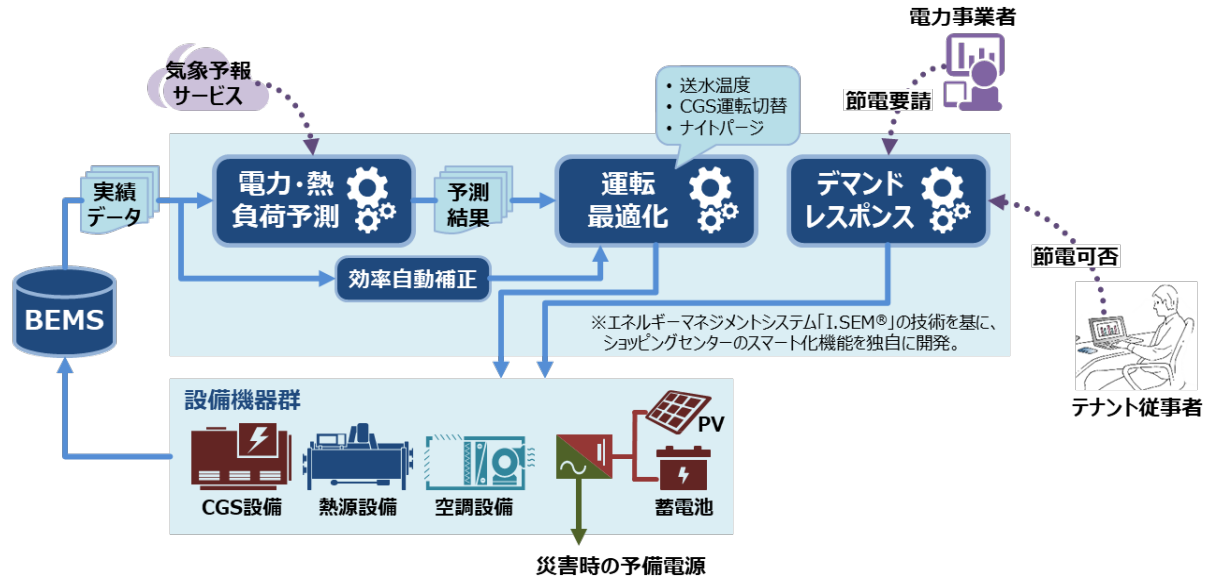 電力事業者
気象予報
サービス
・送水温度
・CGS運転切替
・ナイトパージ
節電要請
実績
データ
電力・熱
負荷予測
予測
結果
運転
最適化
デマンド
レスポンス
節電可否
効率自動補正
BEMS
※エネルギーマネジメントシステム「I.SEM®」の技術を基に、
ショッピングセンターのスマート化機能を独自に開発。
テナント従事者
設備機器群
PV
CGS設備
熱源設備
空調設備
蓄電池
災害時の予備電源